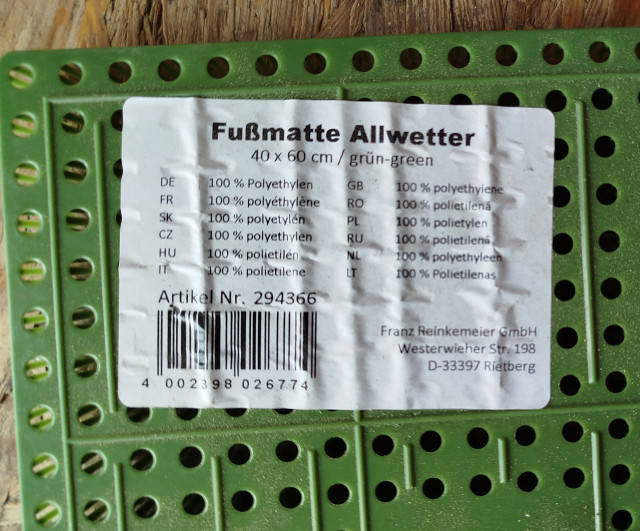 Fußmatte Allwetter
40 x 60 cm / grün-green
DE 100 % Polyethylen GB 100 % polyethylene
FR 100 % polyéthylène RO 100 % polietilenă
SK 100 % polyetylén PL 100 % polietylen
CZ 100 % polyethylen RU 100 % polietilenă
HU 100 % polietilén NL 100 % polyethyleen
IT 100 % polietilene LT 100 % Polietilenas
Artikel Nr. 294366
Franz Reinkemeier GmbH
Westerwieher Str. 198
D-33397 Rietberg
4 002398 026774